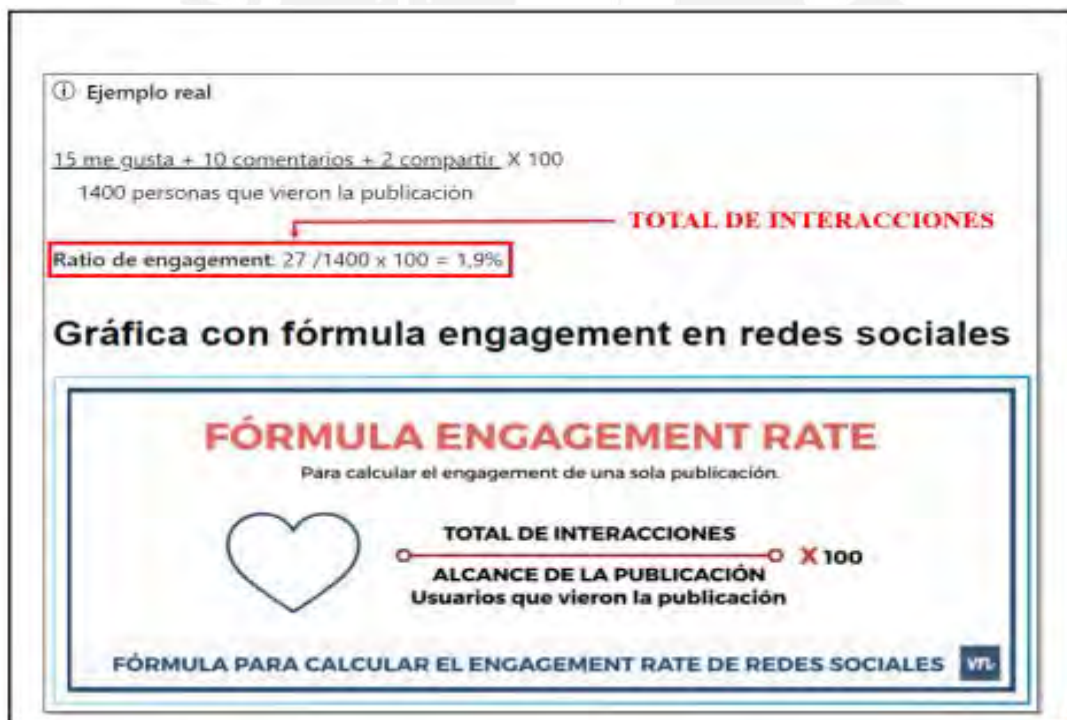 ⓘ Ejemplo real
15 me gusta + 10 comentarios + 2 compartir X 100
1400 personas que vieron la publicación
TOTAL DE INTERACCIONES
Ratio de engagement: 27 /1400 x 100 = 1,9%
Gráfica con fórmula engagement en redes sociales
FÓRMULA ENGAGEMENT RATE
Para calcular el engagement de una sola publicación.
TOTAL DE INTERACCIONES
X 100
ALCANCE DE LA PUBLICACIÓN
Usuarios que vieron la publicación
FÓRMULA PARA CALCULAR EL ENGAGEMENT RATE DE REDES SOCIALES